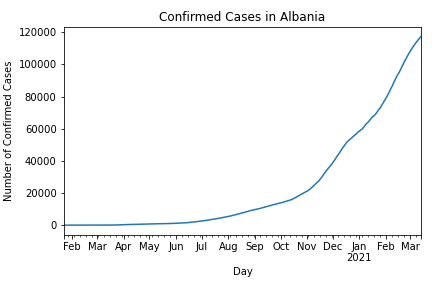 Confirmed Cases in Albania
120000
100000
80000
60000
40000
20000
0
Number of Confirmed Cases
Feb Mar Apr May Jun Jul Aug Sep Oct Nov Dec Jan Feb Mar
2021
Day